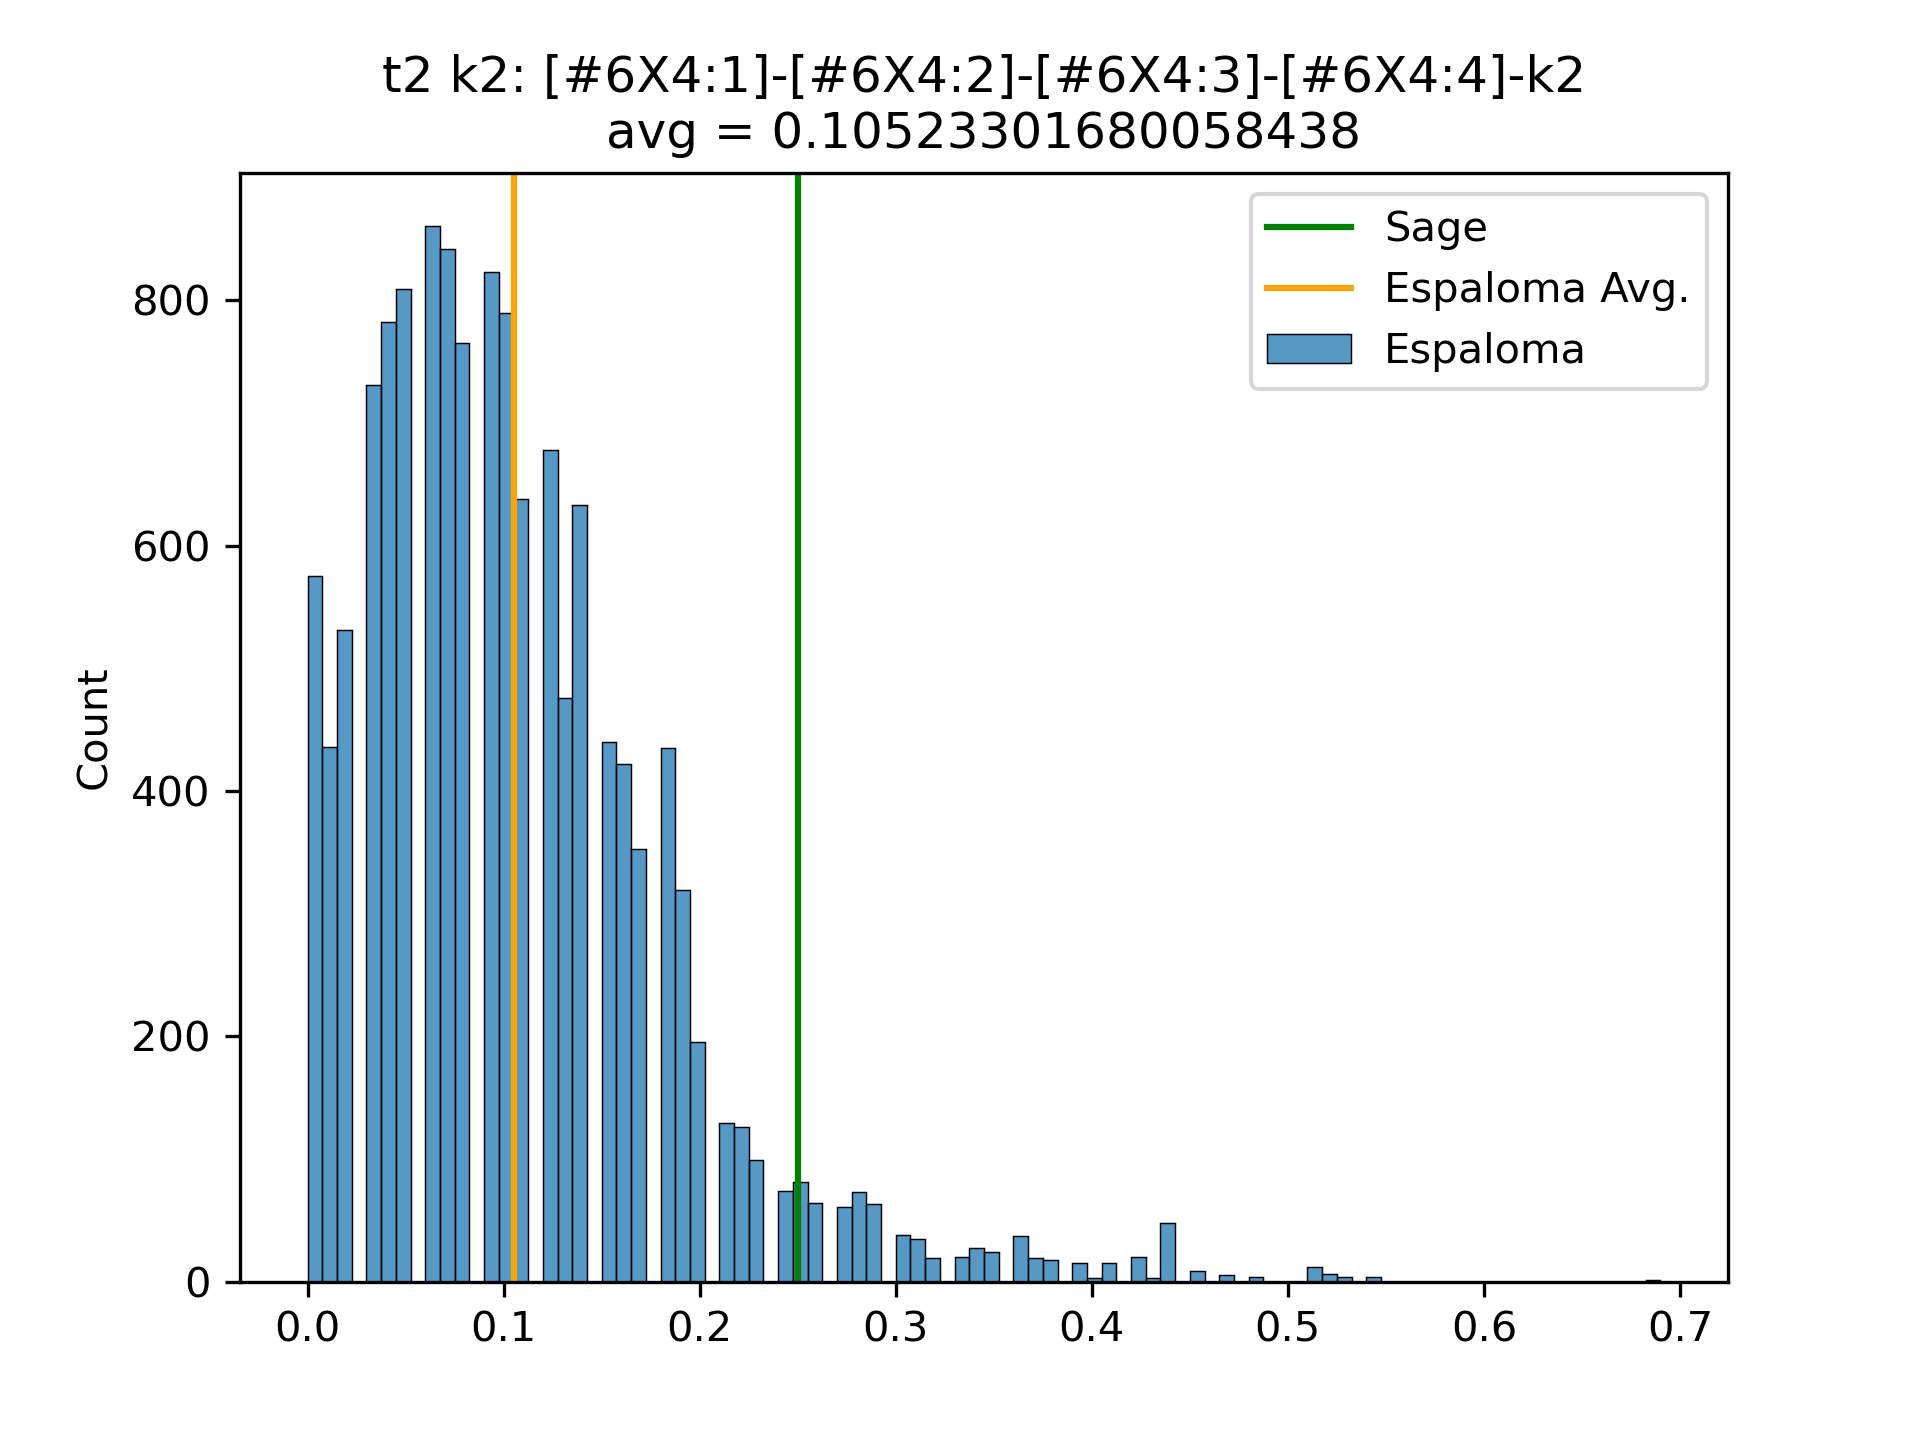 t2 k2: [#6X4:1]-[#6X4:2]-[#6X4:3]-[#6X4:4]-k2
avg = 0.10523301680058438
Sage
Espaloma Avg.
Espaloma
Count
800
600
400
200
0
0.0 0.1 0.2 0.3 0.4 0.5 0.6 0.7